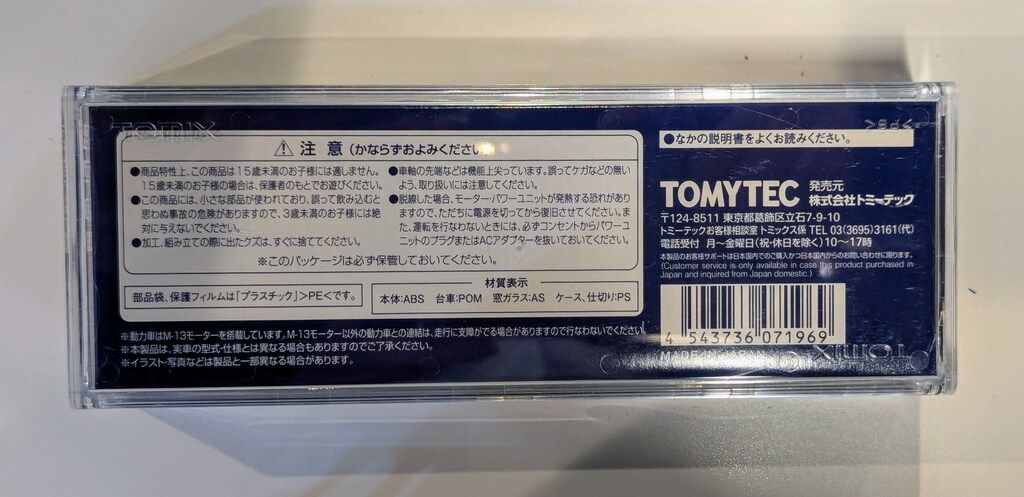 TOMIX
⚠ 注 意 (かならずおよみください)
●商品特性上、この商品は15歳未満のお子様には適しません。
15歳未満のお子様の場合は、保護者のもとでお遊びください。
●この商品には、小さな部品が使われており、誤って飲み込むと
思わぬ事故の危険がありますので、3歳未満のお子様には絶
対に与えないでください。
●加工、組み立ての際に出たクズは、すぐに捨ててください。
●車輪の先端などは機能上尖っています。誤ってケガなどの無い
よう、取り扱いには注意してください。
●脱線した場合、モーター・パワーユニットが発熱する恐れがあり
ますので、ただちに電源を切ってから復旧させてください。ま
た、運転を行なわないときには、必ずコンセントからパワーユ
ニットのプラグまたはACアダプターを抜いておいてください。
※このパッケージは必ず保管しておいてください。
部品袋、保護フィルムは「プラスチック」>PE<です。
材質表示
本体:ABS 台車:POM 窓ガラス:AS ケース、仕切り:PS
※動力車はM-13モーターを搭載しています。M-13モーター以外の動力車との連結は、走行に支障がでる場合がありますので行なわないでください。
※本製品は、実車の型式・仕様とは異なる場合もありますのでご了承ください。
※イラスト・写真などは製品と一部異なる場合があります。
>PS<
●なかの説明書をよくお読みください。
TOMYTEC 発売元
株式会社トミーテック
〒124-8511 東京都葛飾区立石7-9-10
トミーテックお客様相談室 トミックス係 TEL 03(3695)3161(代)
電話受付 月〜金曜日(祝・休日を除く)10〜17時
本製品のお客様サポートは日本国内でのご購入かつ日本国内からのお問い合わせに限ります。
(Customer service is only available in case this product purchased in
Japan and inquired from Japan domestic.)
4 543736 071969
MADE
TOMIX